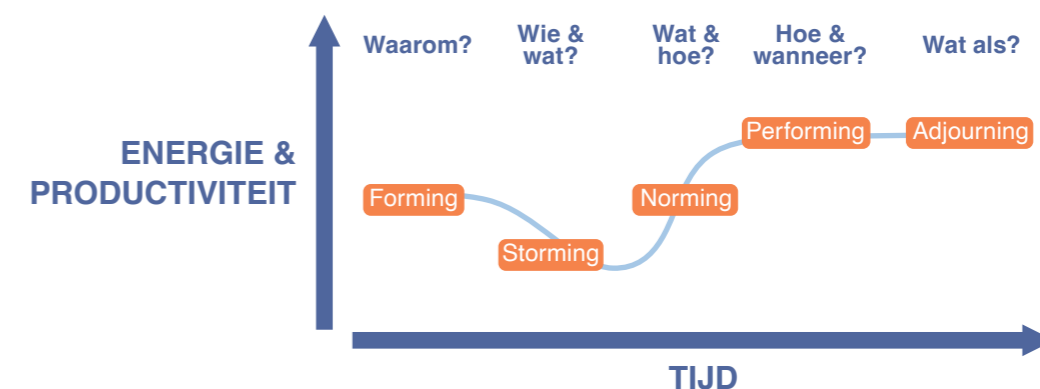 Waarom?
Wie &
wat?
Wat &
hoe?
Hoe &
wanneer?
Wat als?
ENERGIE &
PRODUCTIVITEIT
Forming
Storming
Norming
Performing
Adjourning
TIJD